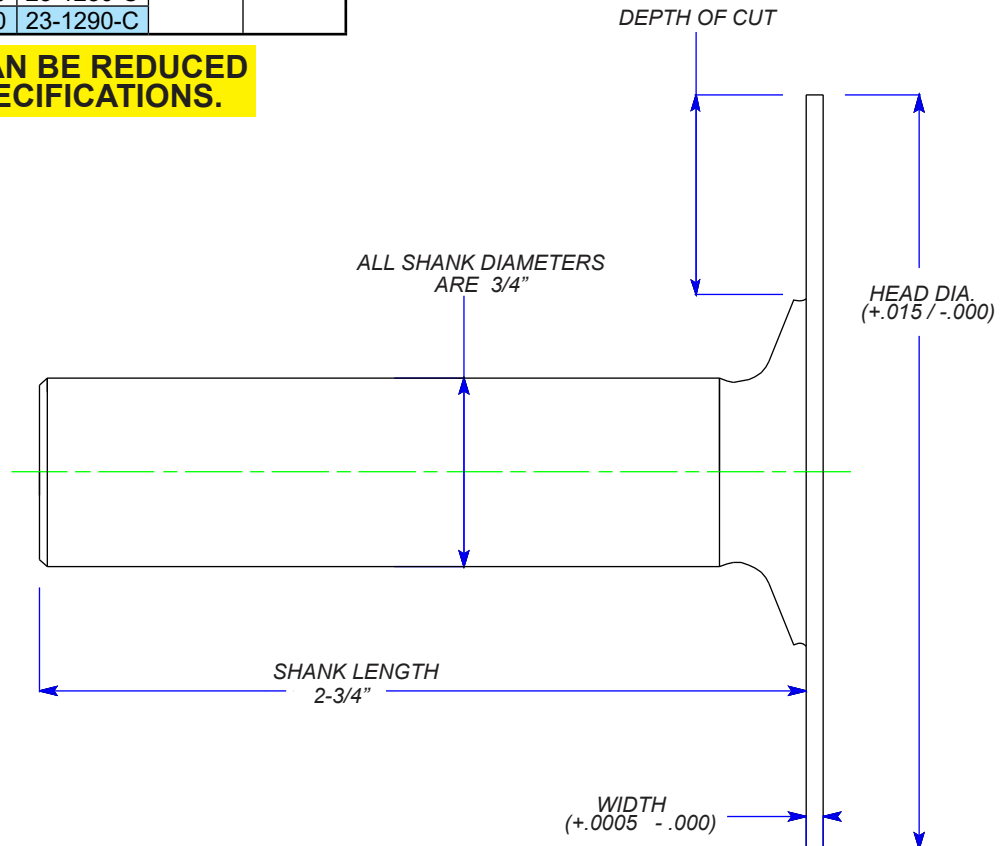 23-1290-C
DEPTH OF CUT
AN BE REDUCED
ECIFICATIONS.
ALL SHANK DIAMETERS
ARE 3/4”
HEAD DIA.
(+.015 / -.000)
SHANK LENGTH
2-3/4”
WIDTH
(+.0005 - .000)